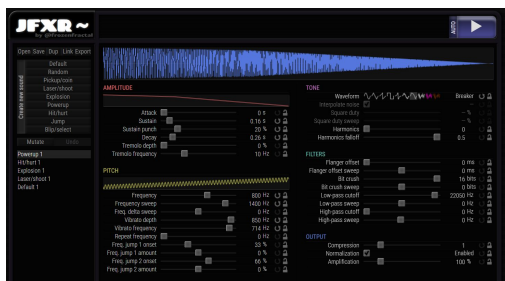 JFXR ~
by @frozenfractal
AUTO
Open Save Dup Link Export
Create new sound
Default
Random
Pickup/coin
Laser/shoot
Explosion
Powerup
Hit/hurt
Jump
Blip/select
Mutate Undo
Powerup 1
Hit/hurt 1
Explosion 1
Laser/shoot 1
Default 1
AMPLITUDE
Attack 0 s
Sustain 0.16 s
Sustain punch 20 %
Decay 0.26 s
Tremolo depth 0 %
Tremolo frequency 10 Hz
PITCH
Frequency 800 Hz
Frequency sweep 1400 Hz
Freq. delta sweep 0 Hz
Vibrato depth 850 Hz
Vibrato frequency 714 Hz
Repeat frequency 0 Hz
Freq. jump 1 onset 33 %
Freq. jump 1 amount 0 %
Freq. jump 2 onset 66 %
Freq. jump 2 amount 0 %
TONE
Waveform Breaker
Interpolate noise
Square duty – %
Square duty sweep – %
Harmonics 0
Harmonics falloff 0.5
FILTERS
Flanger offset 0 ms
Flanger offset sweep 0 ms
Bit crush 16 bits
Bit crush sweep 0 bits
Low-pass cutoff 22050 Hz
Low-pass sweep 0 Hz
High-pass cutoff 0 Hz
High-pass sweep 0 Hz
OUTPUT
Compression 1
Normalization Enabled
Amplification 100 %